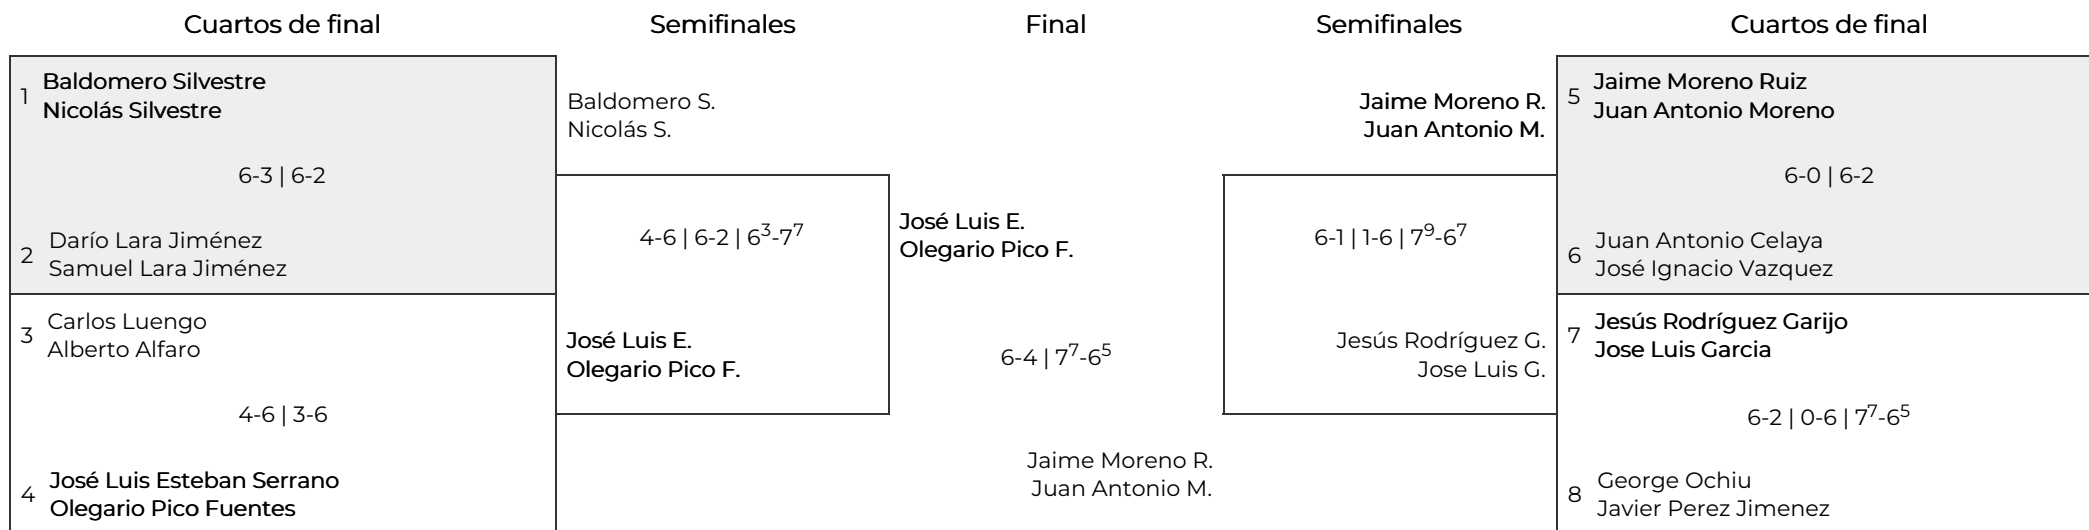 Cuartos de final
Semifinales
Final
Semifinales
Cuartos de final
1
Baldomero Silvestre
Nicolás Silvestre
6-3 | 6-2
2
Darío Lara Jiménez
Samuel Lara Jiménez
3
Carlos Luengo
Alberto Alfaro
4-6 | 3-6
4
José Luis Esteban Serrano
Olegario Pico Fuentes
Baldomero S.
Nicolás S.
4-6 | 6-2 | 6³-7⁷
José Luis E.
Olegario Pico F.
José Luis E.
Olegario Pico F.
6-4 | 7⁷-6⁵
Jaime Moreno R.
Juan Antonio M.
Jaime Moreno R.
Juan Antonio M.
6-1 | 1-6 | 7⁹-6⁷
Jesús Rodríguez G.
Jose Luis G.
5
Jaime Moreno Ruiz
Juan Antonio Moreno
6-0 | 6-2
6
Juan Antonio Celaya
José Ignacio Vazquez
7
Jesús Rodríguez Garijo
Jose Luis Garcia
6-2 | 0-6 | 7⁷-6⁵
8
George Ochiu
Javier Perez Jimenez